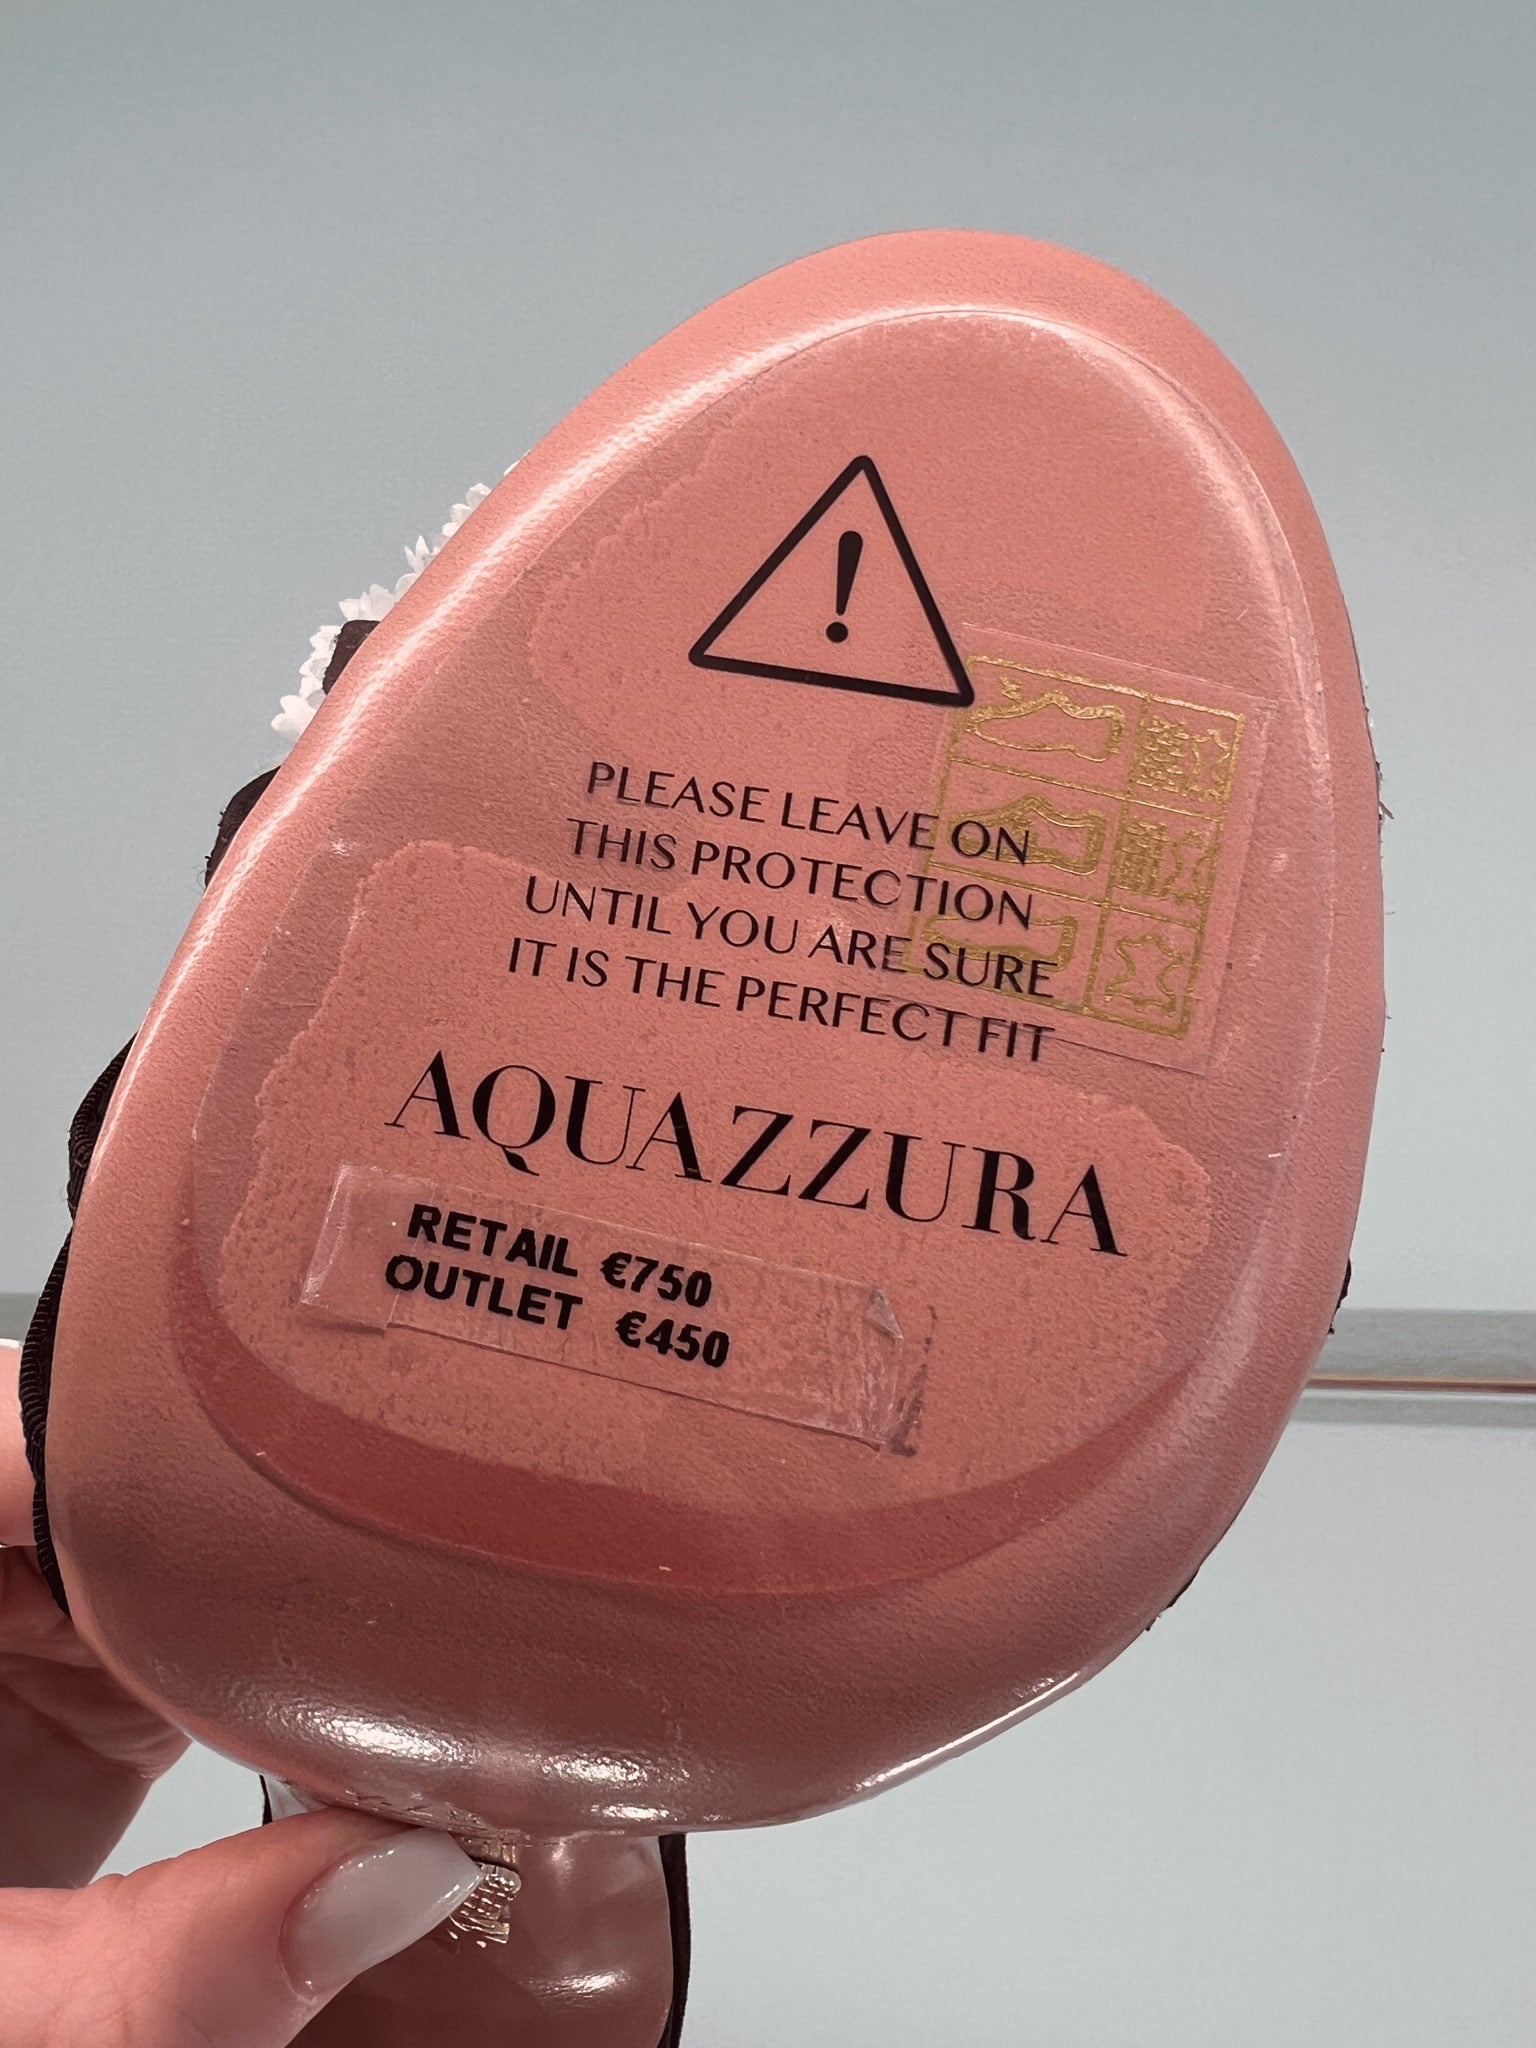 PLEASE LEAVE ON
THIS PROTECTION
UNTIL YOU ARE SURE
IT IS THE PERFECT FIT
AQUAZZURA
RETAIL €750
OUTLET €450